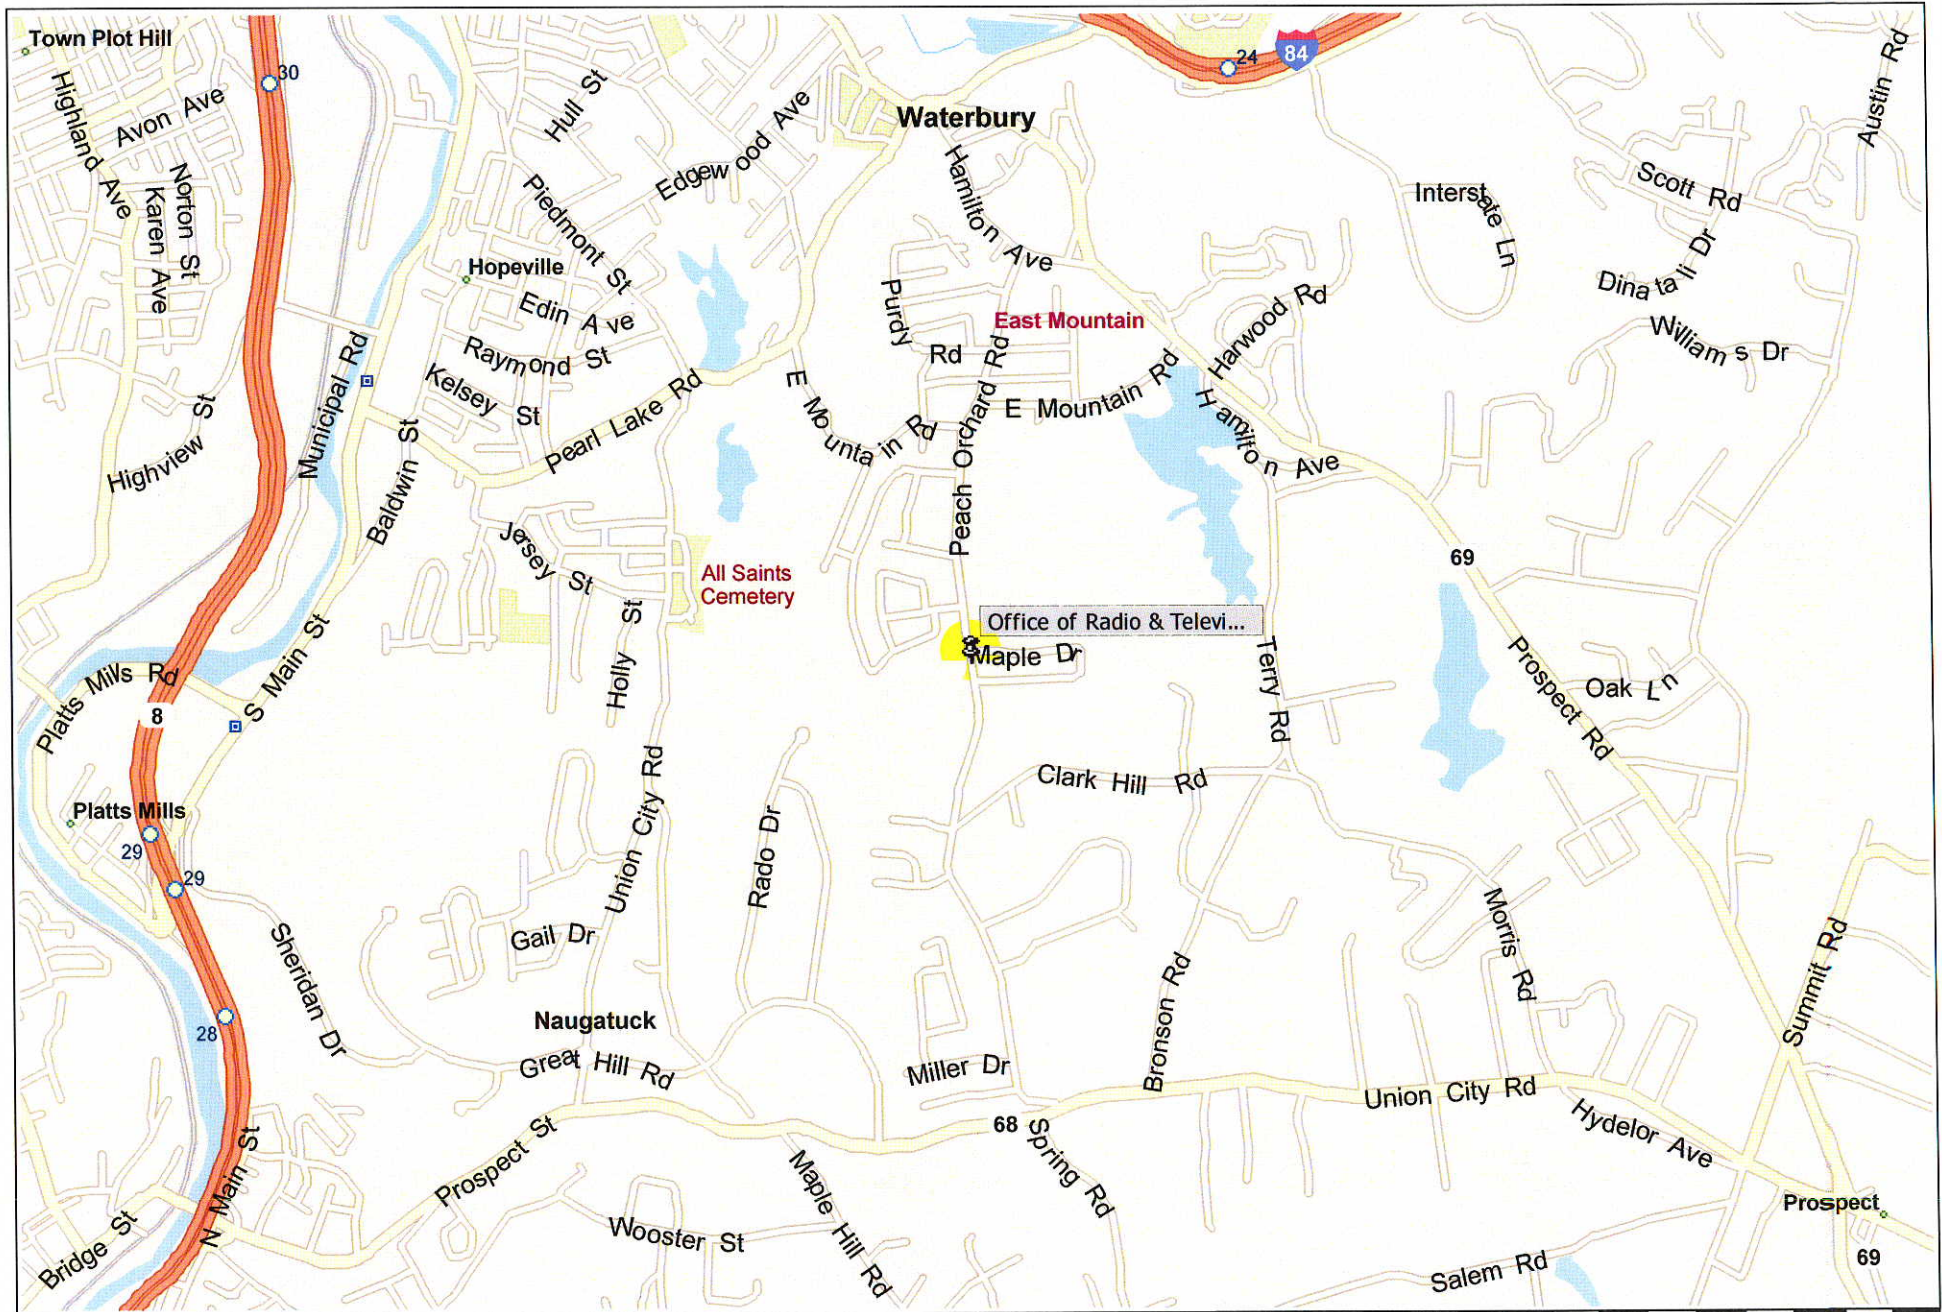 Town Plot Hill
30
24
84
Austin Rd
Highland Ave
Avon Ave
Hull St
Edgewood Ave
Waterbury
Norton St
Karen Ave
Piedmont St
Hamilton Ave
Interstate Ln
Scott Rd
Hopeville
Dinatali Dr
Edin Ave
Purdy Rd
East Mountain
Harwood Rd
Williams Dr
Raymond St
Municipal Rd
Kelsey St
Pearl Lake Rd
E Mountain Rd
Peach Orchard Rd
E Mountain Rd
Hamilton Ave
Highview St
Baldwin St
Jersey St
All Saints
Cemetery
69
Holly St
Office of Radio & Televi...
Maple Dr
Terry Rd
Prospect Rd
Oak Ln
Platts Mills Rd
8
S Main St
Clark Hill Rd
Union City Rd
Rado Dr
Platts Mills
29
29
Gail Dr
Sheridan Dr
Morris Rd
Summit Rd
Bronson Rd
28
Naugatuck
Great Hill Rd
Miller Dr
Union City Rd
Hydelor Ave
68
Spring Rd
Prospect St
N Main St
Maple Hill Rd
Wooster St
Bridge St
Prospect
69
Salem Rd